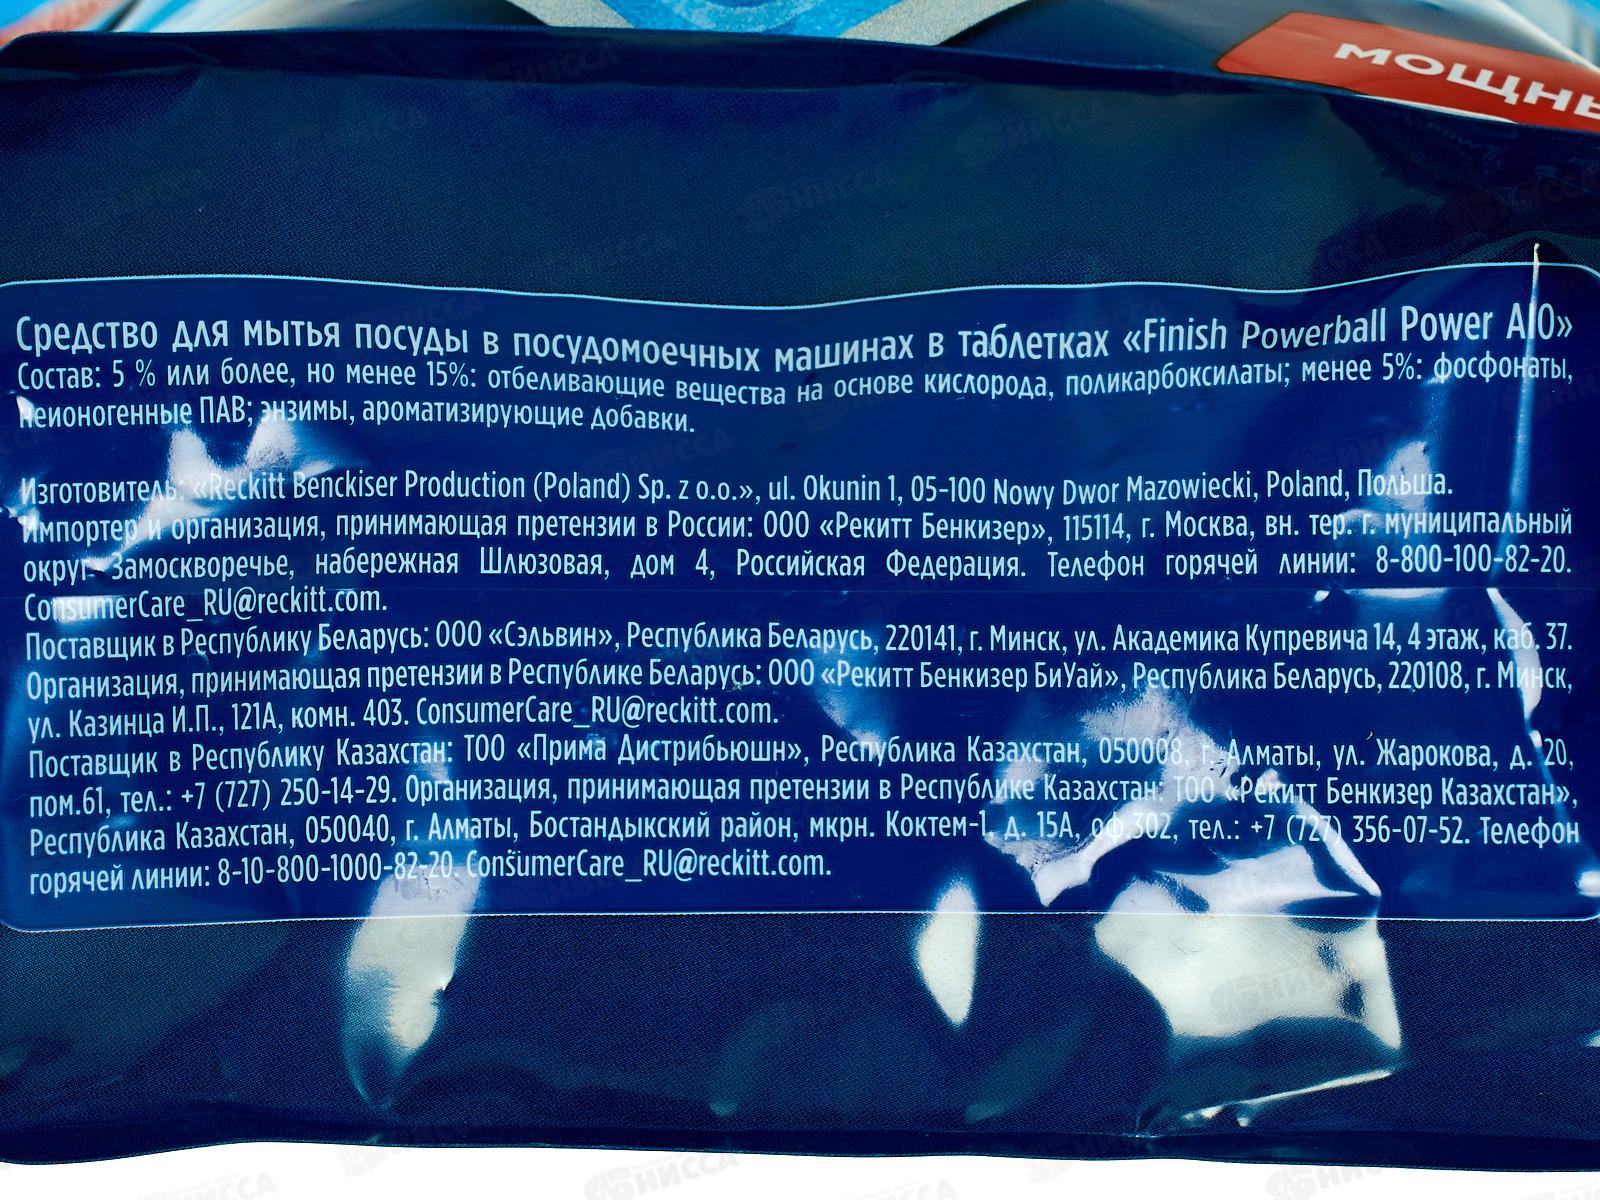 МОЩНЫ
Средство для мытья посуды в посудомоечных машинах в таблетках «Finish Powerball Power AIO»
Состав: 5 % или более, но менее 15%: отбеливающие вещества на основе кислорода, поликарбоксилаты; менее 5%: фосфонаты,
неионогенные ПАВ; энзимы, ароматизирующие добавки.
Изготовитель: «Reckitt Benckiser Production (Poland) Sp. z o.o.», ul. Okunin 1, 05-100 Nowy Dwor Mazowiecki, Poland, Польша.
Импортер и организация, принимающая претензии в России: ООО «Рекитт Бенкизер», 115114, г. Москва, вн. тер. г. муниципальный
округ Замоскворечье, набережная Шлюзовая, дом 4, Российская Федерация. Телефон горячей линии: 8-800-100-82-20.
ConsumerCare_RU@reckitt.com.
Поставщик в Республику Беларусь: ООО «Сэльвин», Республика Беларусь, 220141, г. Минск, ул. Академика Купревича 14, 4 этаж, каб. 37.
Организация, принимающая претензии в Республике Беларусь: ООО «Рекитт Бенкизер БиУай», Республика Беларусь, 220108, г. Минск,
ул. Казинца И.П., 121А, комн. 403. ConsumerCare_RU@reckitt.com.
Поставщик в Республику Казахстан: ТОО «Прима Дистрибьюшн», Республика Казахстан, 050008, г. Алматы, ул. Жарокова, д. 20,
пом.61, тел.: +7 (727) 250-14-29. Организация, принимающая претензии в Республике Казахстан: ТОО «Рекитт Бенкизер Казахстан»,
Республика Казахстан, 050040, г. Алматы, Бостандыкский район, мкрн. Коктем-1, д. 15А, оф.302, тел.: +7 (727) 356-07-52. Телефон
горячей линии: 8-10-800-1000-82-20. ConsumerCare_RU@reckitt.com.